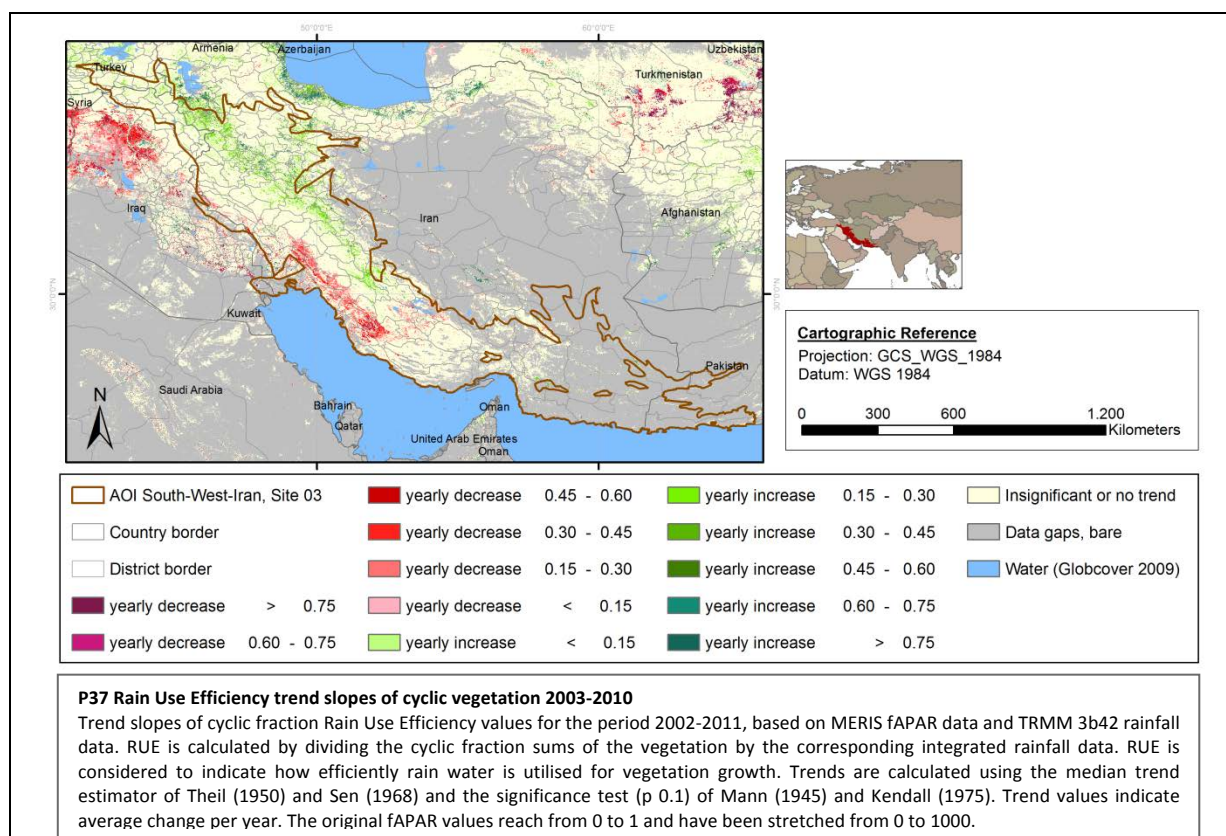 50°0'0"E
60°0'0"E
Armenia
Azerbaijan
Uzbekistan
Turkey
Turkmenistan
Syria
Iraq
Iran
Afghanistan
30°0'0"N
30°0'0"N
Kuwait
Pakistan
Saudi Arabia
N
Bahrain
Qatar
Oman
United Arab Emirates
Oman
Cartographic Reference
Projection: GCS_WGS_1984
Datum: WGS 1984
0 300 600 1.200
Kilometers
AOI South-West-Iran, Site 03
Country border
District border
yearly decrease > 0.75
yearly decrease 0.60 - 0.75
yearly decrease 0.45 - 0.60
yearly decrease 0.30 - 0.45
yearly decrease 0.15 - 0.30
yearly decrease < 0.15
yearly increase < 0.15
yearly increase 0.15 - 0.30
yearly increase 0.30 - 0.45
yearly increase 0.45 - 0.60
yearly increase 0.60 - 0.75
yearly increase > 0.75
Insignificant or no trend
Data gaps, bare
Water (Globcover 2009)
P37 Rain Use Efficiency trend slopes of cyclic vegetation 2003-2010
Trend slopes of cyclic fraction Rain Use Efficiency values for the period 2002-2011, based on MERIS fAPAR data and TRMM 3b42 rainfall
data. RUE is calculated by dividing the cyclic fraction sums of the vegetation by the corresponding integrated rainfall data. RUE is
considered to indicate how efficiently rain water is utilised for vegetation growth. Trends are calculated using the median trend
estimator of Theil (1950) and Sen (1968) and the significance test (p 0.1) of Mann (1945) and Kendall (1975). Trend values indicate
average change per year. The original fAPAR values reach from 0 to 1 and have been stretched from 0 to 1000.